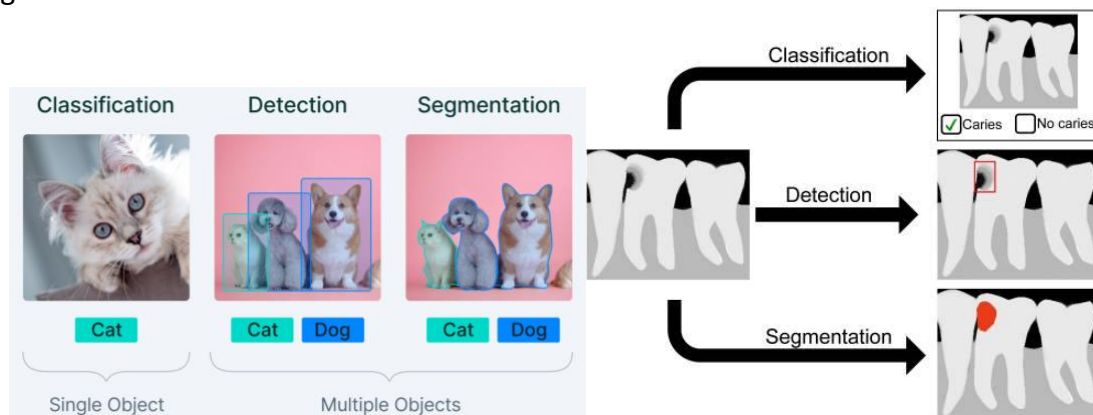 Classification
Detection
Segmentation
Cat
Cat Dog
Cat Dog
Single Object
Multiple Objects
Classification
Caries No caries
Detection
Segmentation